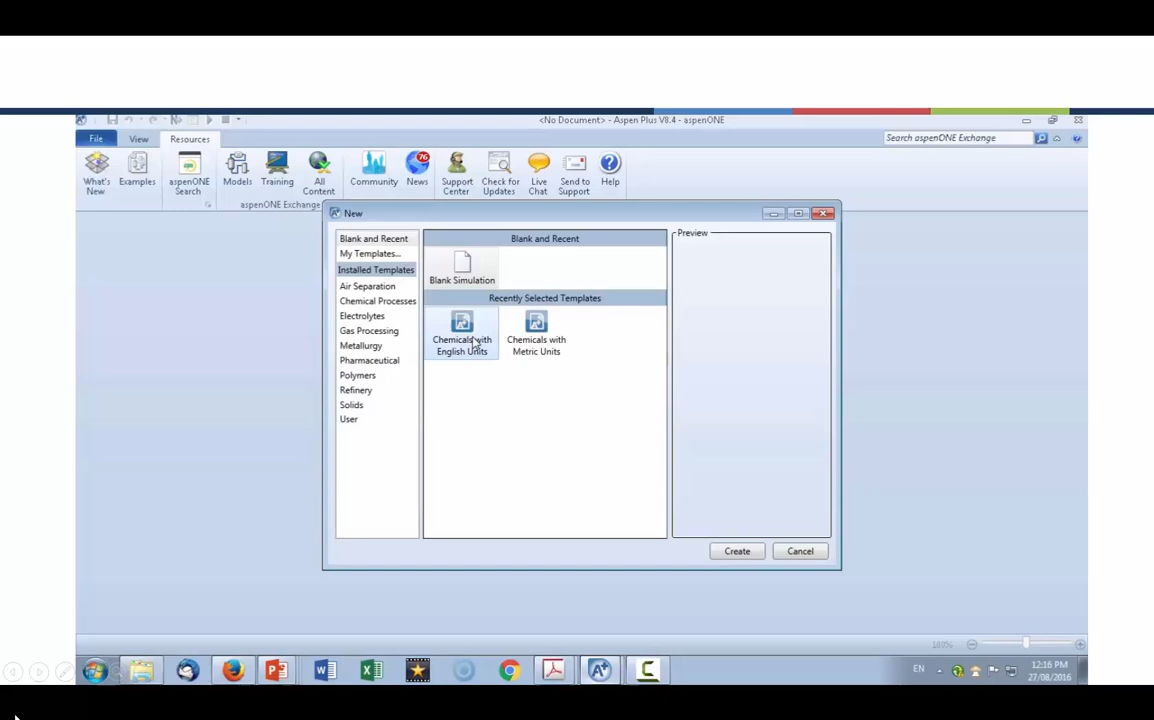 <No Document> - Aspen Plus V8.4 - aspenONE
File View Resources Search aspenONE Exchange
76
What's New
Examples
aspenONE Search
Models
Training
All Content
Community
News
Support Center
Check for Updates
Live Chat
Send to Support
Help
aspenONE Exchange
New
Blank and Recent
My Templates...
Installed Templates
Air Separation
Chemical Processes
Electrolytes
Gas Processing
Metallurgy
Pharmaceutical
Polymers
Refinery
Solids
User
Blank and Recent
Blank Simulation
Recently Selected Templates
Chemicals with
English Units
Chemicals with
Metric Units
Preview
Create Cancel
100%
EN
12:16 PM
27/08/2016